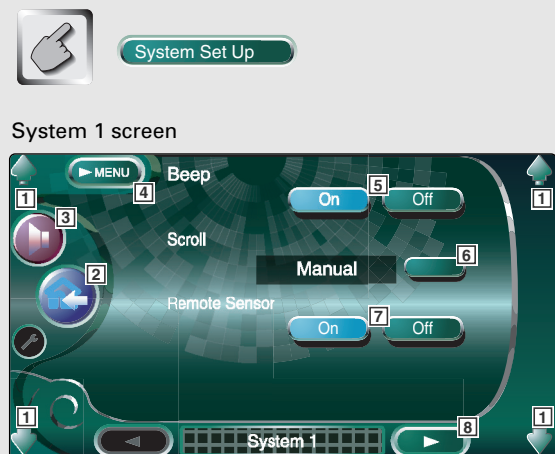 System Set Up
System 1 screen
►MENU
Beep
1
1
4
5
On
Off
3
Scroll
2
Manual
6
Remote Sensor
7
On
Off
1
1
8
System 1